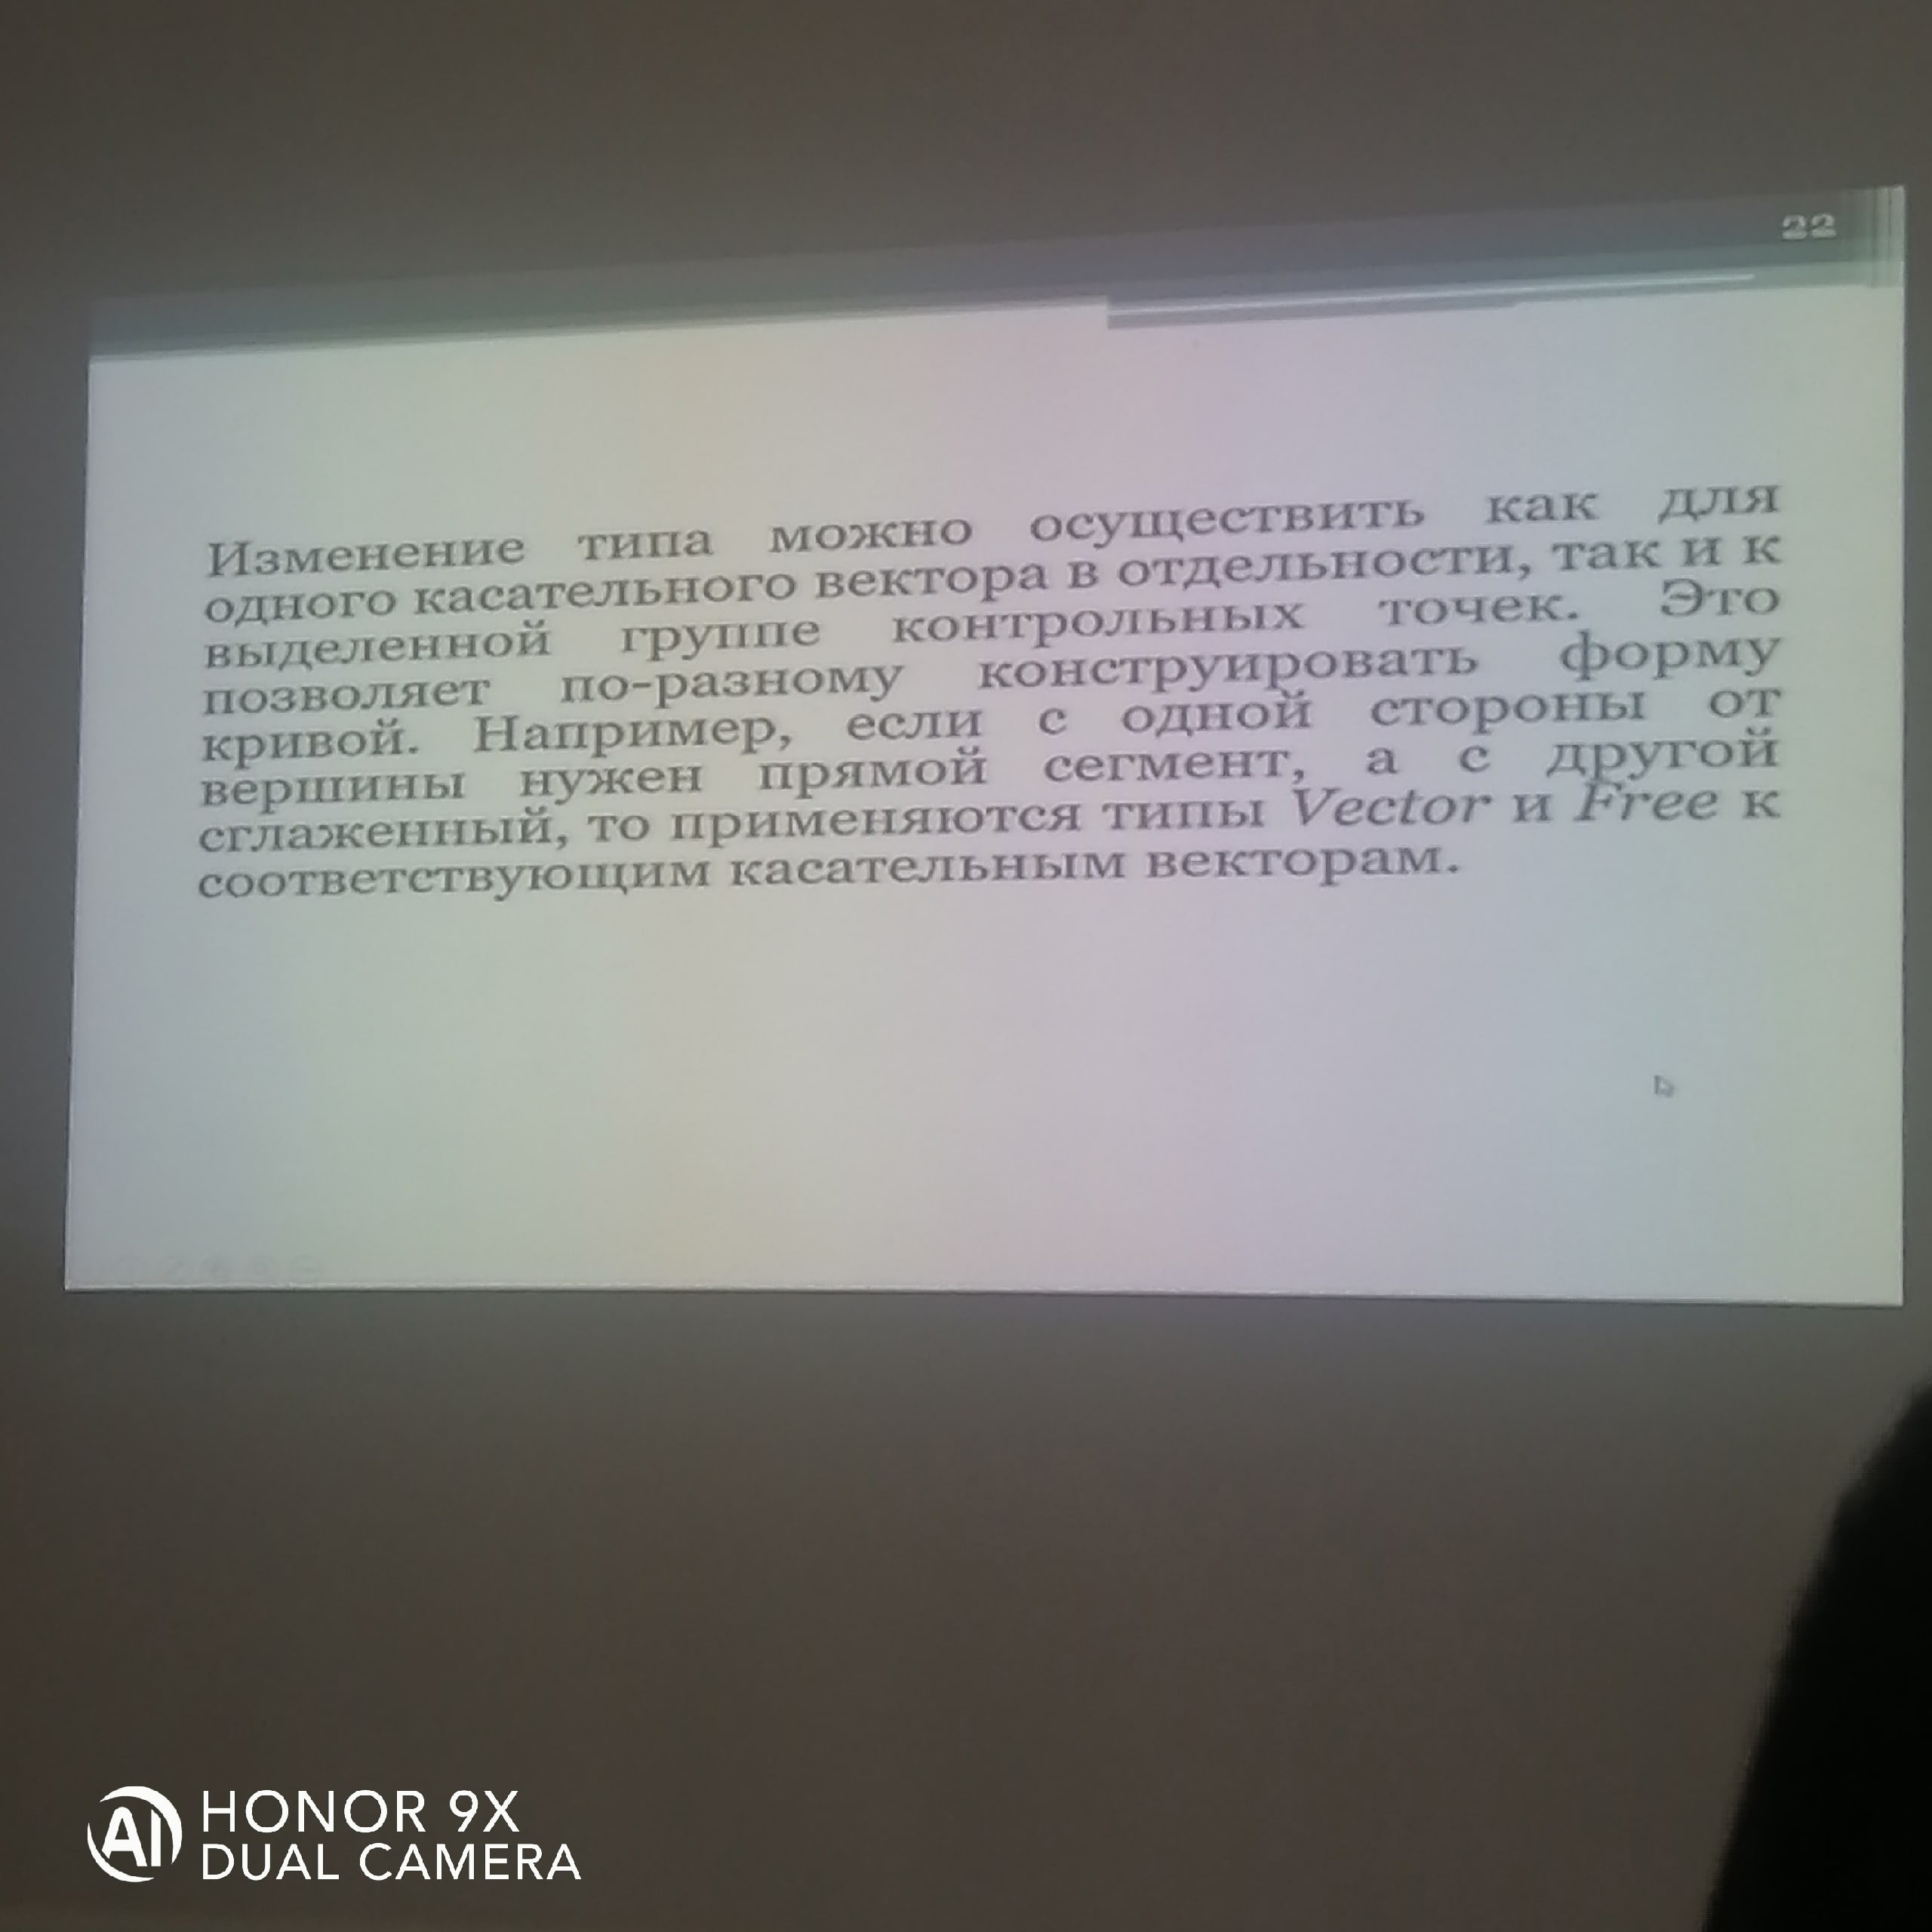 22
Изменение типа можно осуществить как для
одного касательного вектора в отдельности, так и к
выделенной группе контрольных точек. Это
позволяет по-разному конструировать форму
кривой. Например, если с одной стороны от
вершины нужен прямой сегмент, а с другой
сглаженный, то применяются типы Vector и Free к
соответствующим касательным векторам.
AI HONOR 9X
DUAL CAMERA